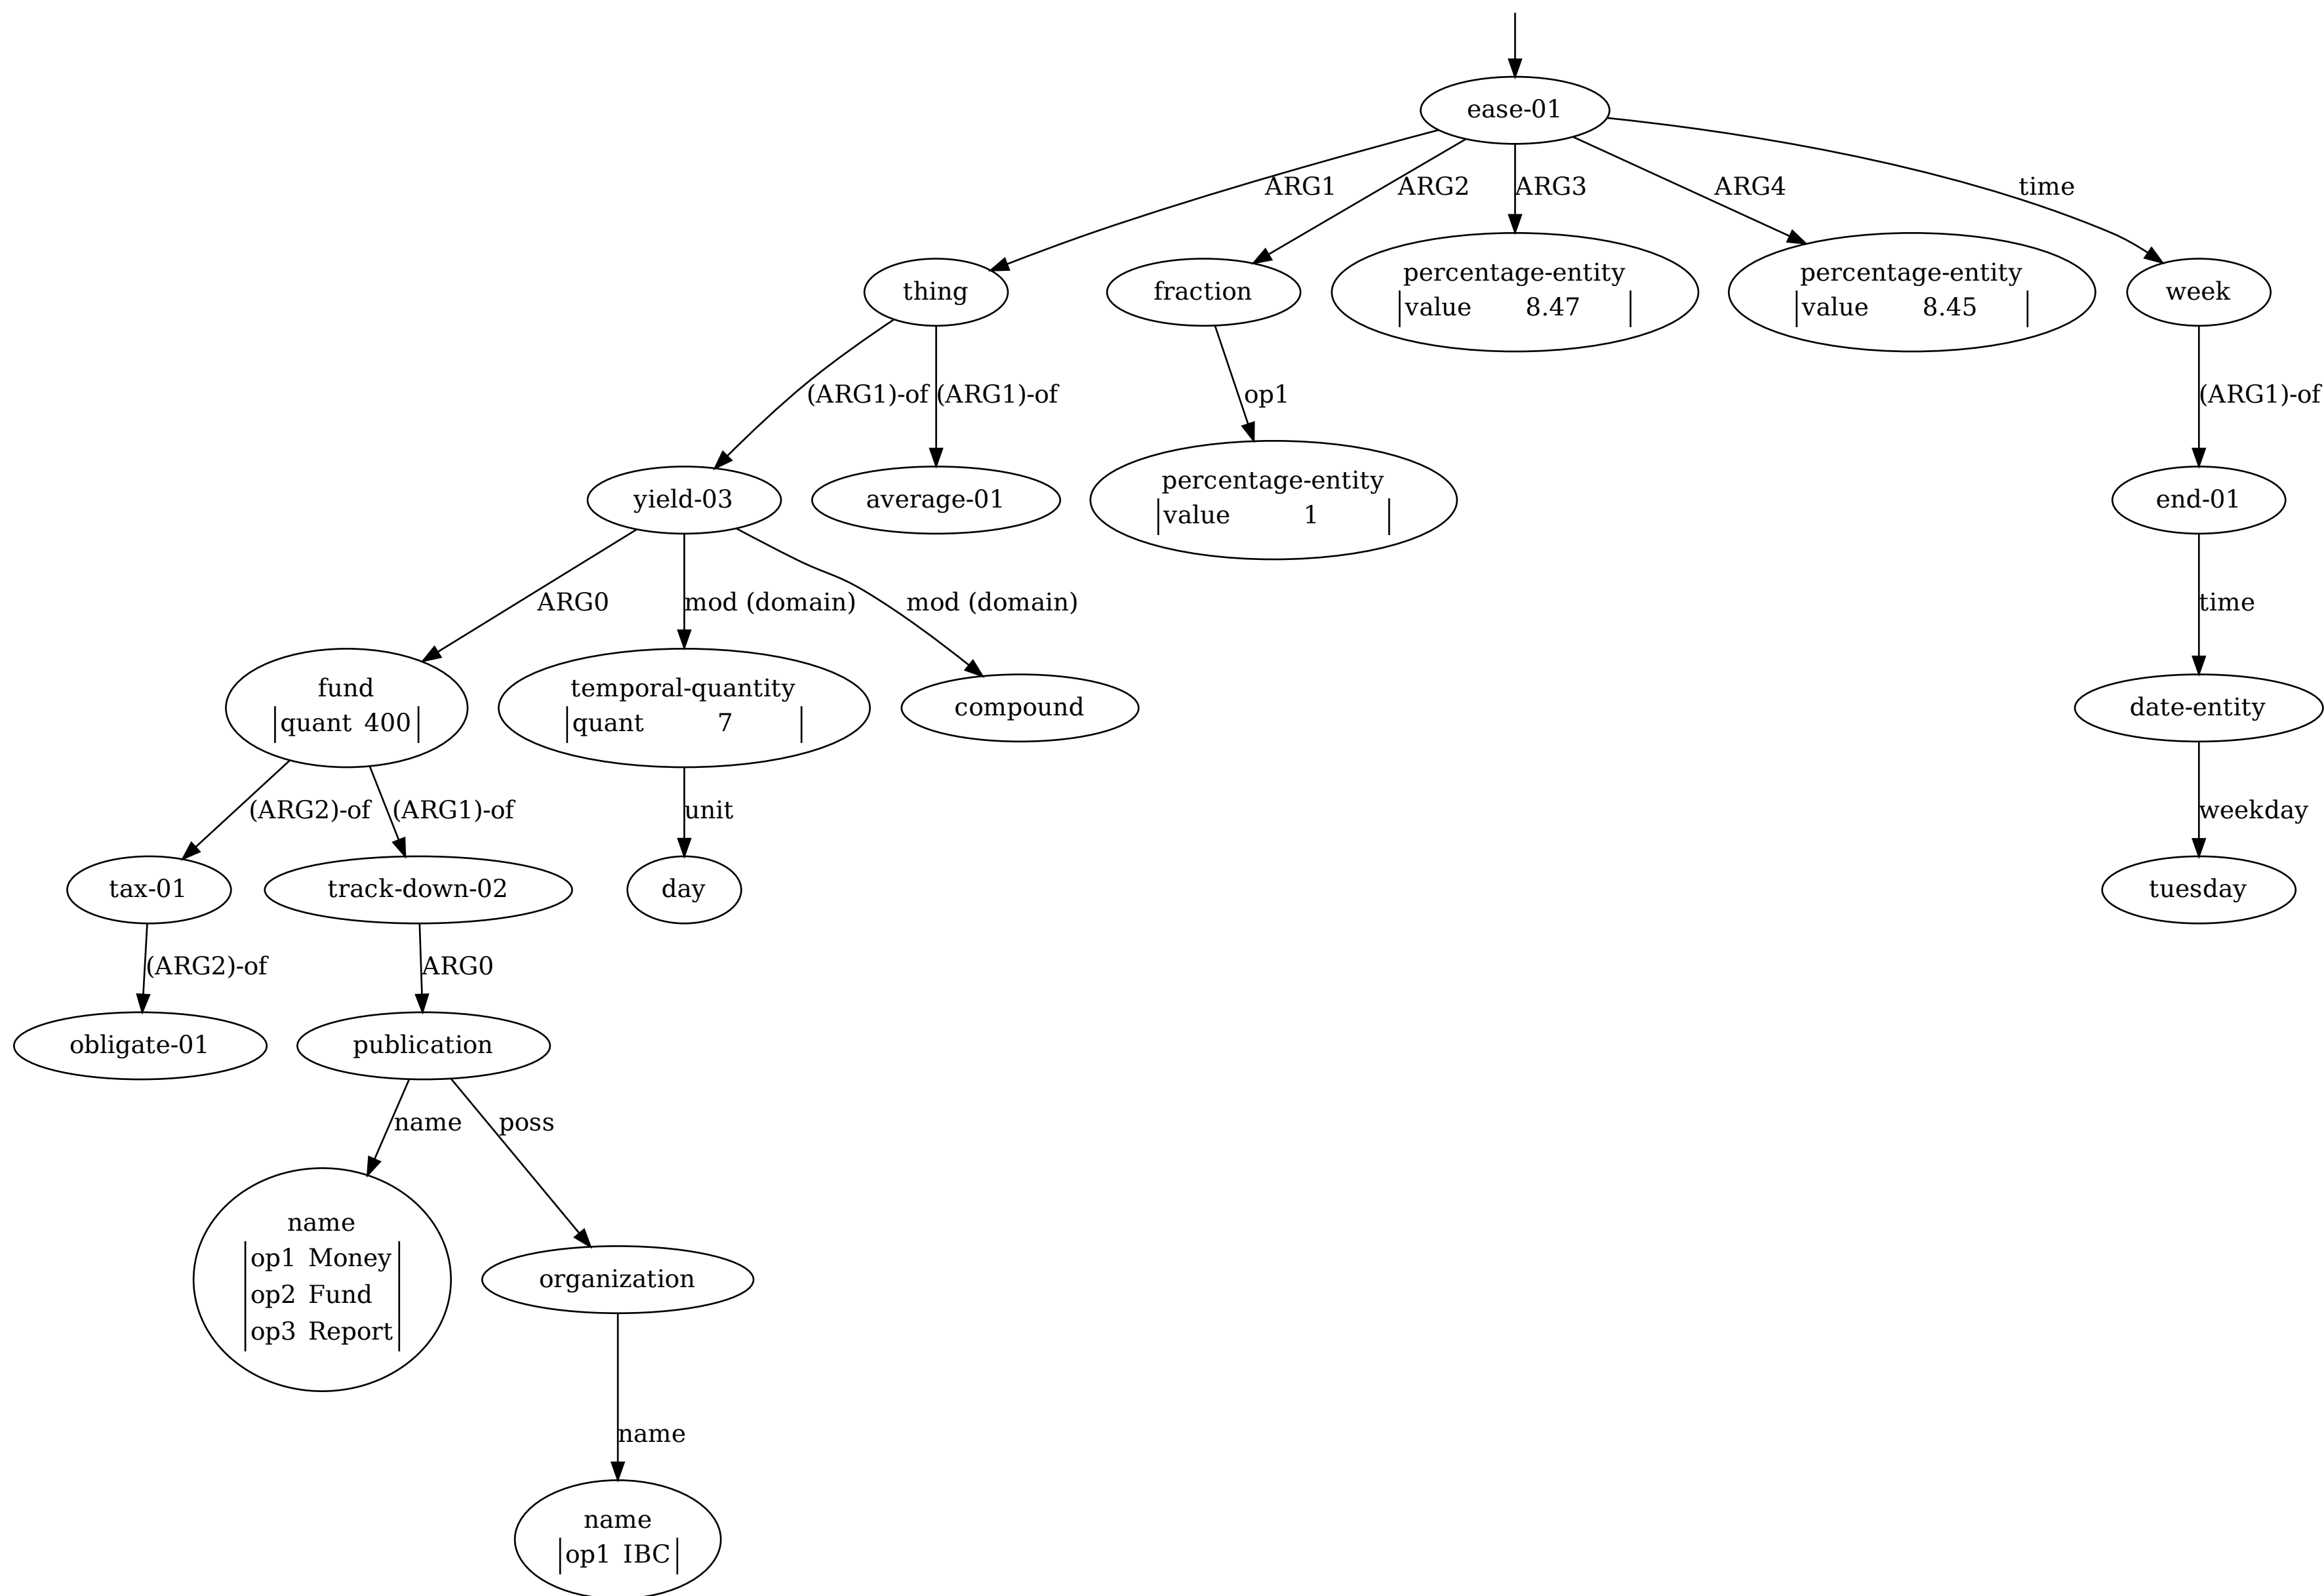 ease-01
ARG1 ARG2 ARG3 ARG4 time
thing fraction percentage-entity percentage-entity week
value 8.47 value 8.45
(ARG1)-of (ARG1)-of op1 (ARG1)-of
yield-03 average-01 percentage-entity end-01
value 1
ARG0 mod (domain) mod (domain) time
fund temporal-quantity compound date-entity
quant 400 quant 7
(ARG2)-of (ARG1)-of unit weekday
tax-01 track-down-02 day tuesday
(ARG2)-of ARG0
obligate-01 publication
name poss
name
op1 Money
organization
op2 Fund
op3 Report
name
name
op1 IBC